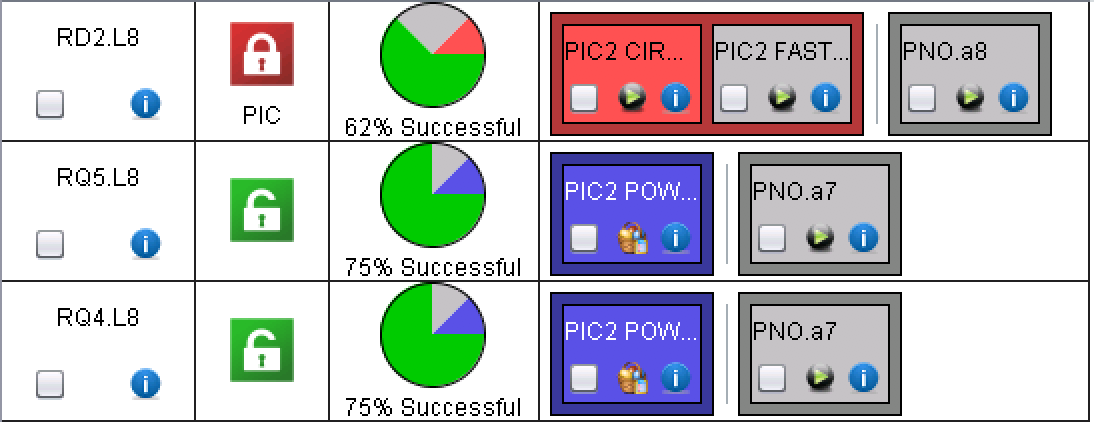 RD2.L8
PIC
62% Successful
PIC2 CIR...
PIC2 FAST...
PNO.a8
RQ5.L8
75% Successful
PIC2 POW...
PNO.a7
RQ4.L8
75% Successful
PIC2 POW...
PNO.a7